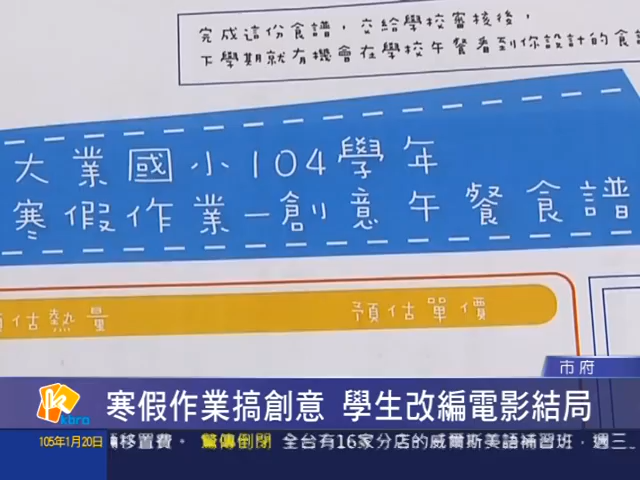 完成這份食譜，交給學校審核後，
下學期就有機會在學校午餐看到你設計的食
大業國小104學年
寒假作業—創意午餐食譜
估熱量
預估單價
市府
寒假作業搞創意 學生改編電影結局
kbro
105年1月20日
移置費。 驚傳倒閉 全台有16家分店的威爾斯美語補習班，週三